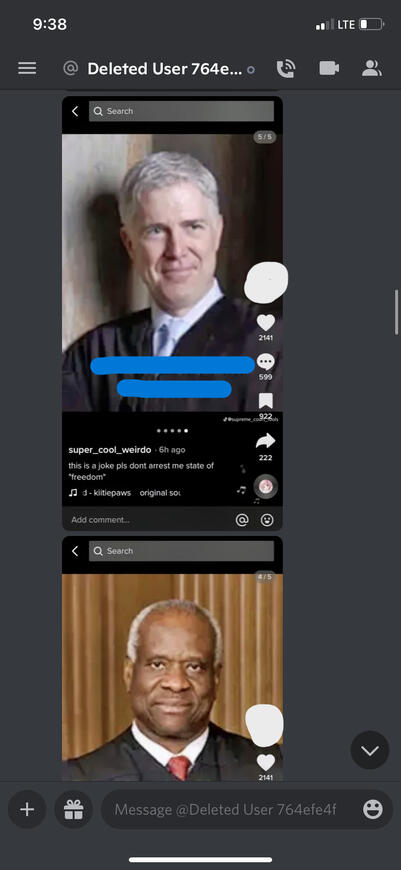 9:38
LTE
@ Deleted User 764e...
Search
5/5
2141
599
922
222
super_cool_weirdo · 6h ago
this is a joke pls dont arrest me state of
"freedom"
d - kiitiepaws original sou
Add comment...
Search
4/5
2141
Message @Deleted User 764efe4f